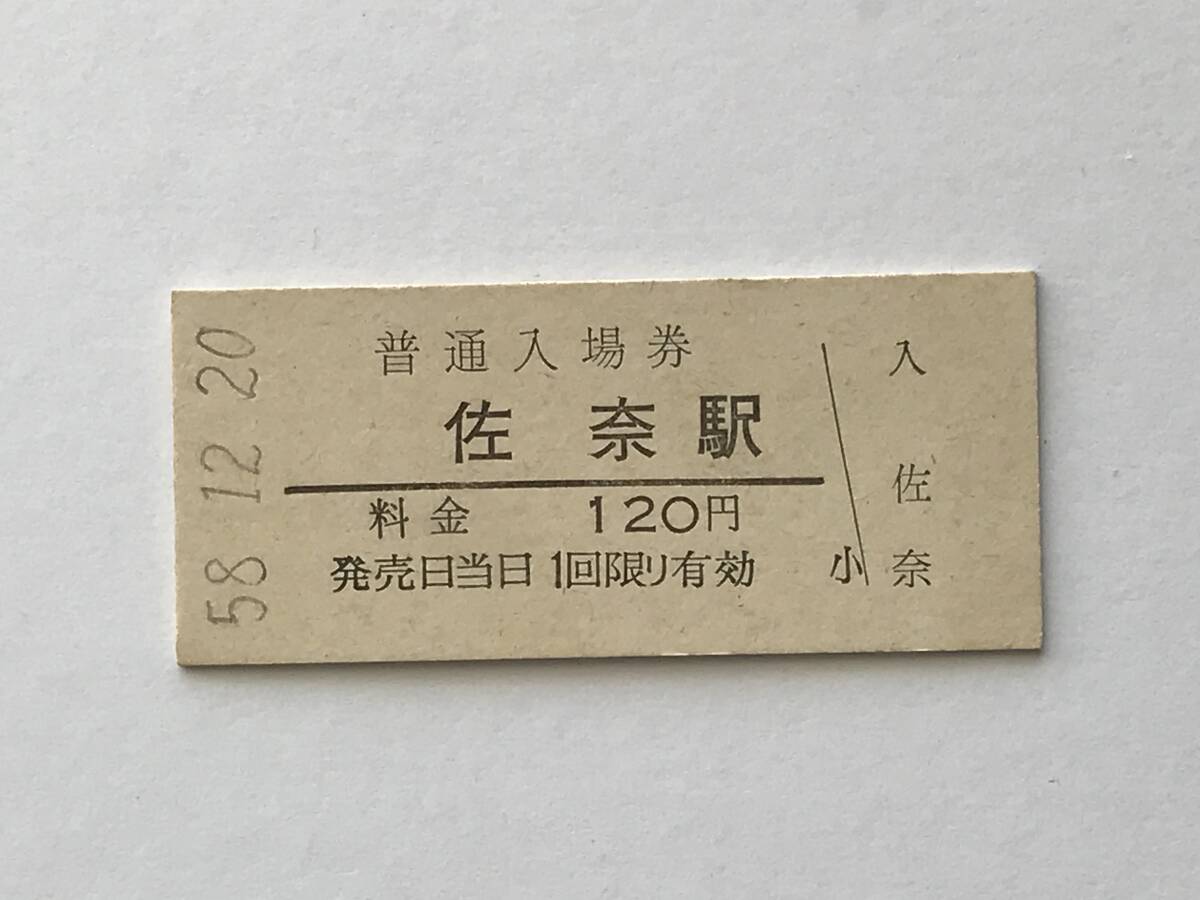 58.12.20
普通入場券
佐奈駅
料金 120円
発売日当日1回限り有効
小
入
佐
奈